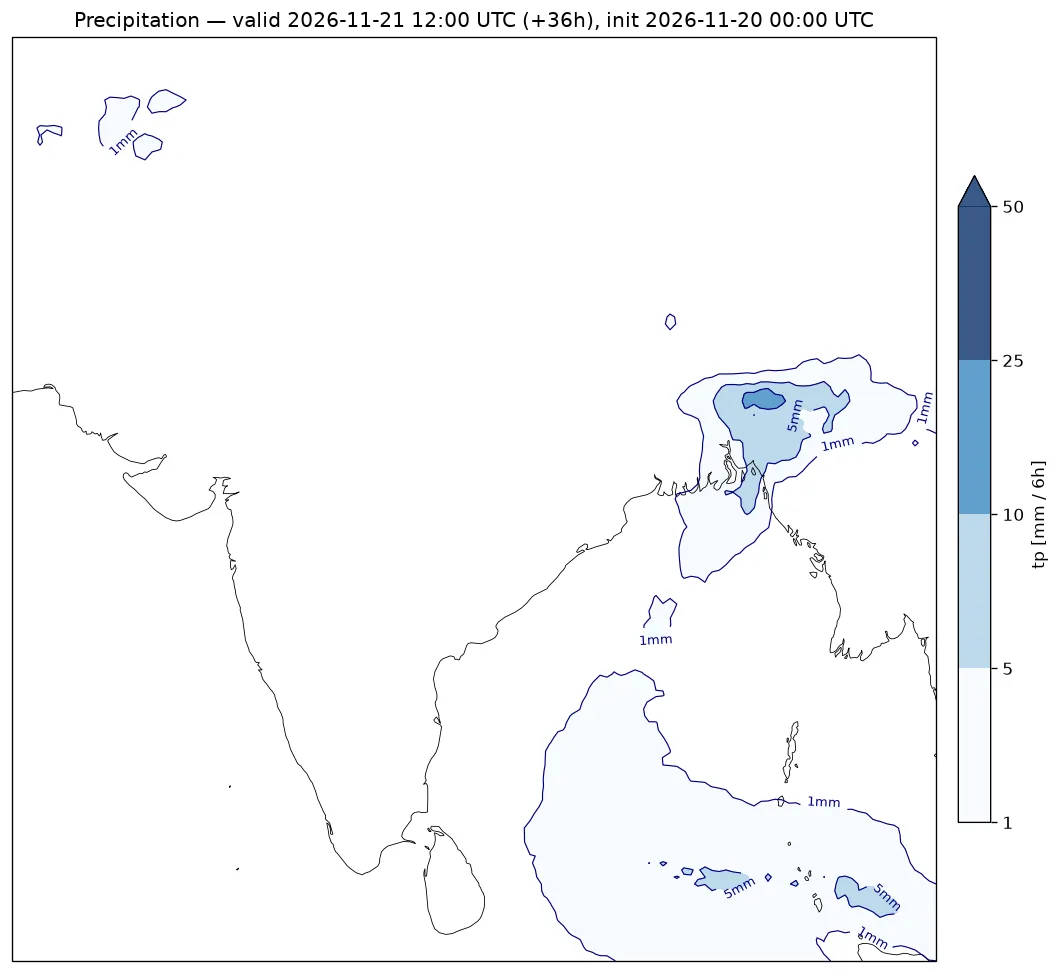 Precipitation — valid 2026-11-21 12:00 UTC (+36h), init 2026-11-20 00:00 UTC
1mm
50
25
1mm
5mm
1mm
10
tp [mm / 6h]
1mm
5
1mm
1
5mm
5mm
1mm